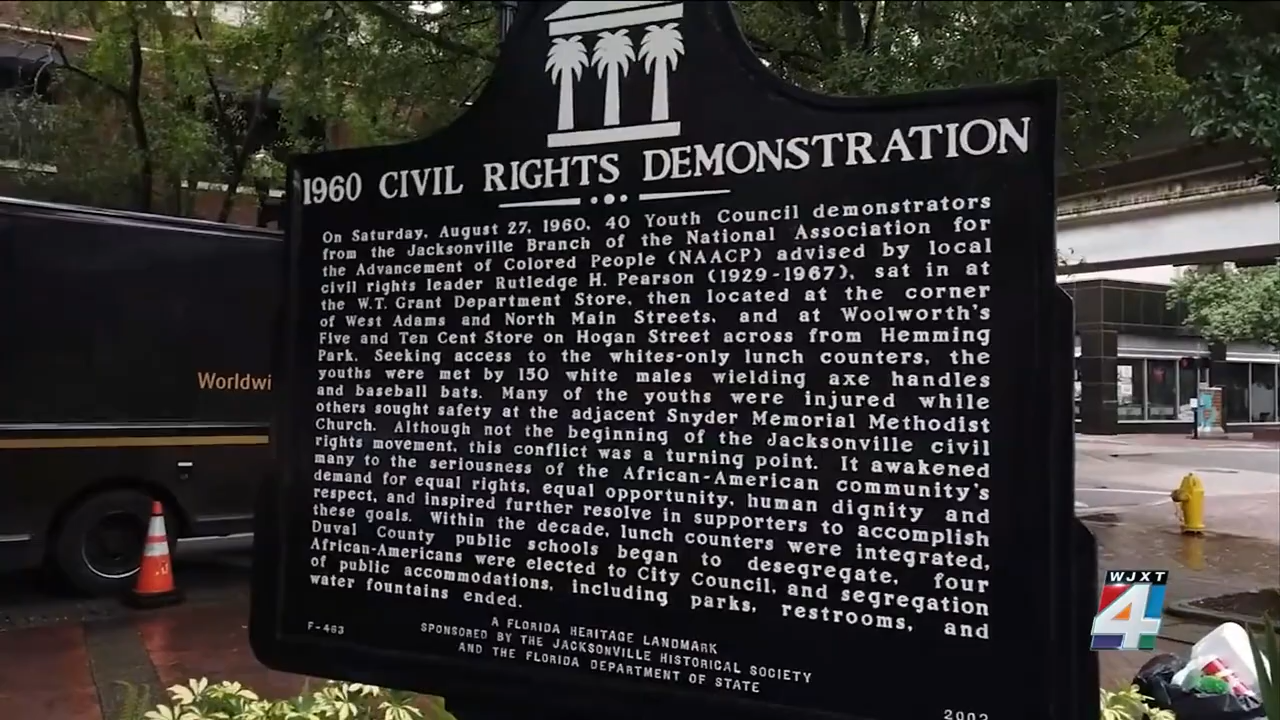 1960 CIVIL RIGHTS DEMONSTRATION
On Saturday, August 27, 1960, 40 Youth Council demonstrators
from the Jacksonville Branch of the National Association for
the Advancement of Colored People (NAACP) advised by local
civil rights leader Rutledge H. Pearson (1929-1967), sat in at
the W.T. Grant Department Store, then located at the corner
of West Adams and North Main Streets, and at Woolworth's
Five and Ten Cent Store on Hogan Street across from Hemming
Park. Seeking access to the whites-only lunch counters, the
youths were met by 150 white males wielding axe handles
and baseball bats. Many of the youths were injured while
others sought safety at the adjacent Snyder Memorial Methodist
Church. Although not the beginning of the Jacksonville civil
rights movement, this conflict was a turning point. It awakened
many to the seriousness of the African-American community's
demand for equal rights, equal opportunity, human dignity and
respect, and inspired further resolve in supporters to accomplish
these goals. Within the decade, lunch counters were integrated,
Duval County public schools began to desegregate, four
African-Americans were elected to City Council, and segregation
of public accommodations, including parks, restrooms, and
water fountains ended.
F-463
A FLORIDA HERITAGE LANDMARK
SPONSORED BY THE JACKSONVILLE HISTORICAL SOCIETY
AND THE FLORIDA DEPARTMENT OF STATE
2002
Worldwi
WJXT
4